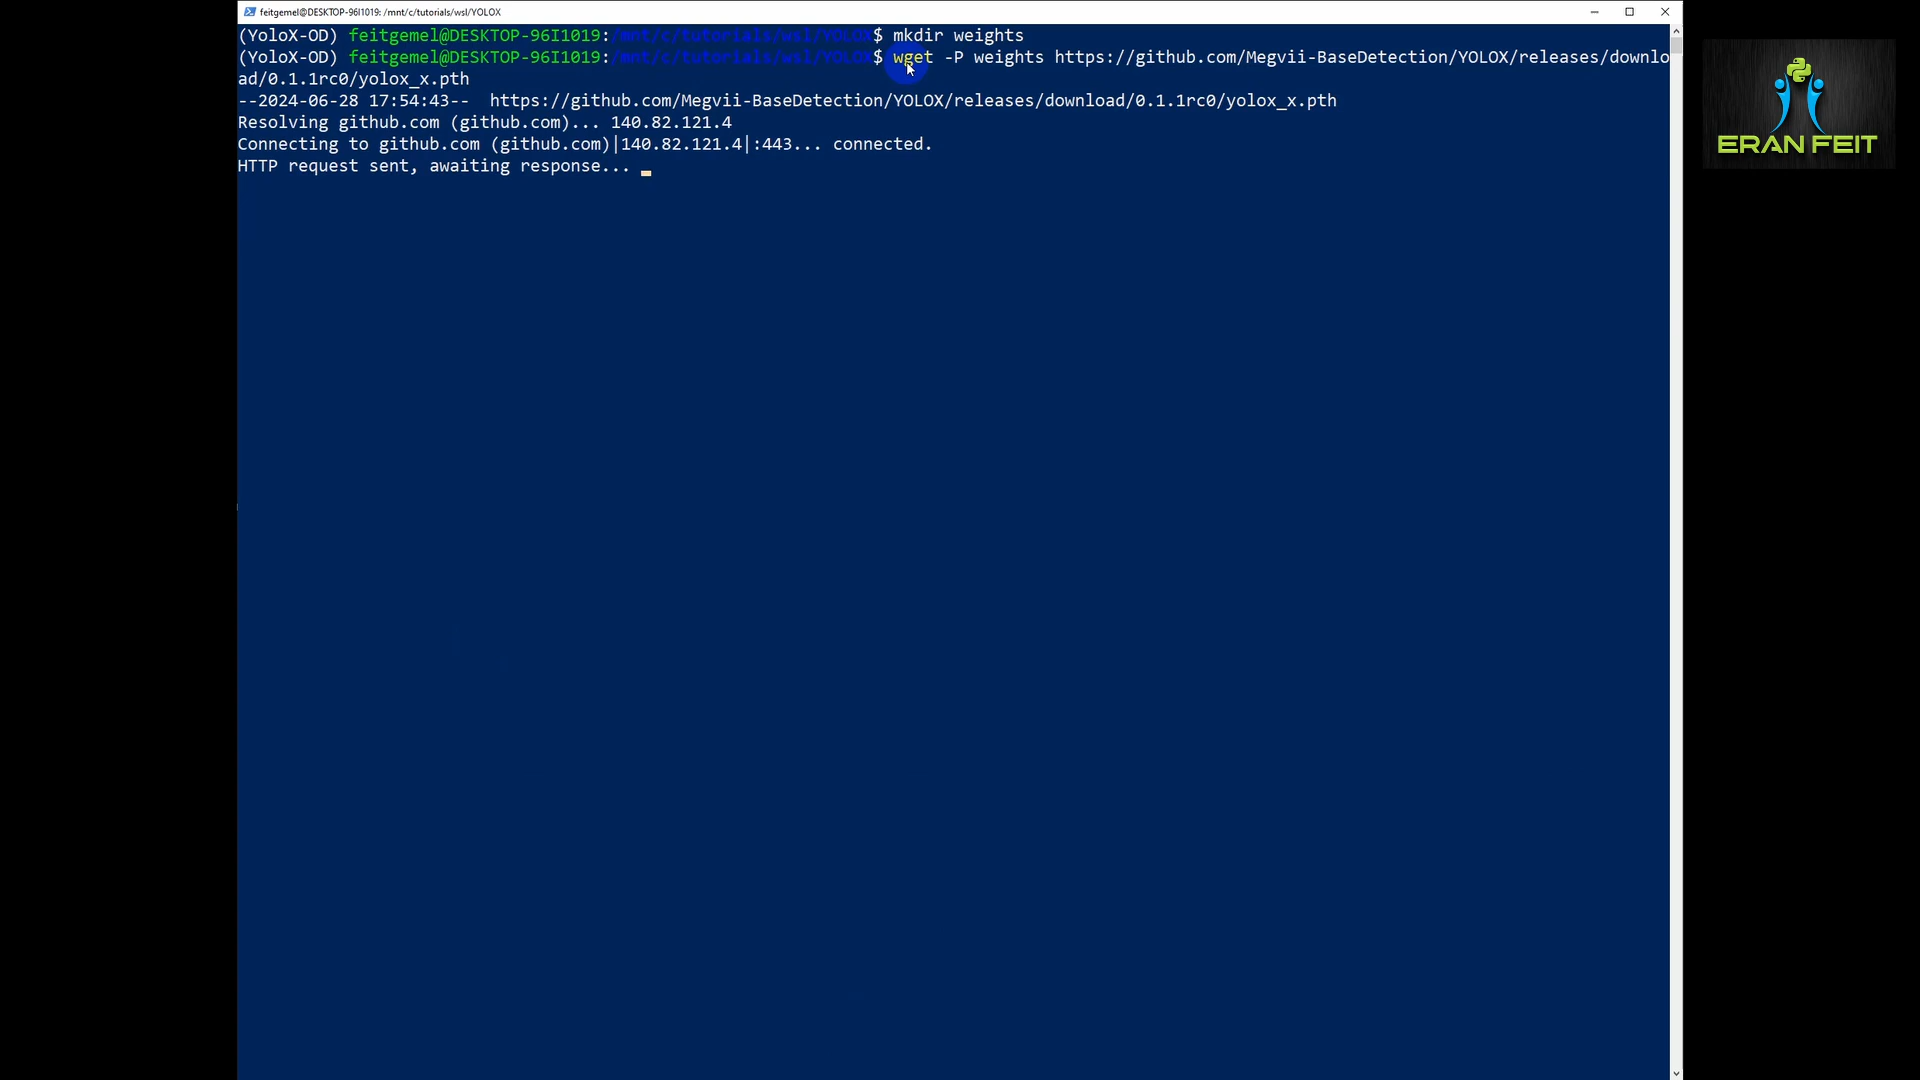 feitgemel@DESKTOP-96I1019: /mnt/c/tutorials/wsl/YOLOX
(YoloX-OD) feitgemel@DESKTOP-96I1019:/mnt/c/tutorials/wsl/YOLOX$ mkdir weights
(YoloX-OD) feitgemel@DESKTOP-96I1019:/mnt/c/tutorials/wsl/YOLOX$ wget -P weights https://github.com/Megvii-BaseDetection/YOLOX/releases/downlo
ad/0.1.1rc0/yolox_x.pth
--2024-06-28 17:54:43--  https://github.com/Megvii-BaseDetection/YOLOX/releases/download/0.1.1rc0/yolox_x.pth
Resolving github.com (github.com)... 140.82.121.4
Connecting to github.com (github.com)|140.82.121.4|:443... connected.
HTTP request sent, awaiting response...
ERAN FEIT